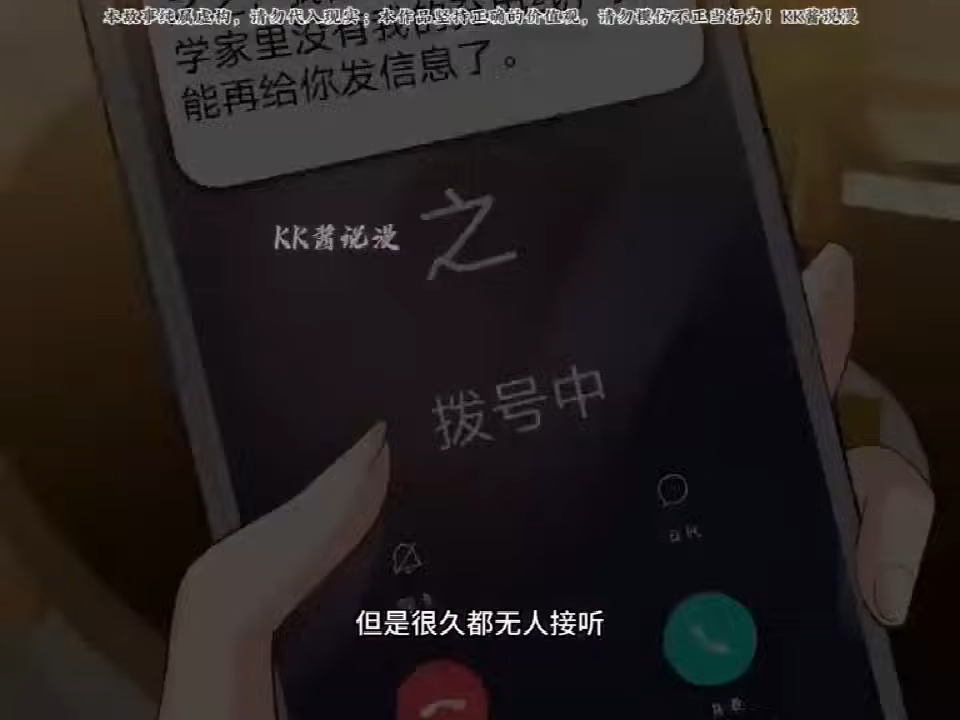 本故事纯属虚构，请勿代入现实；本作品坚持正确的价值观，请勿模仿不正当行为！KK酱说漫
学家里没有我的
能再给你发信息了。
KK酱说漫
之
拨号中
但是很久都无人接听